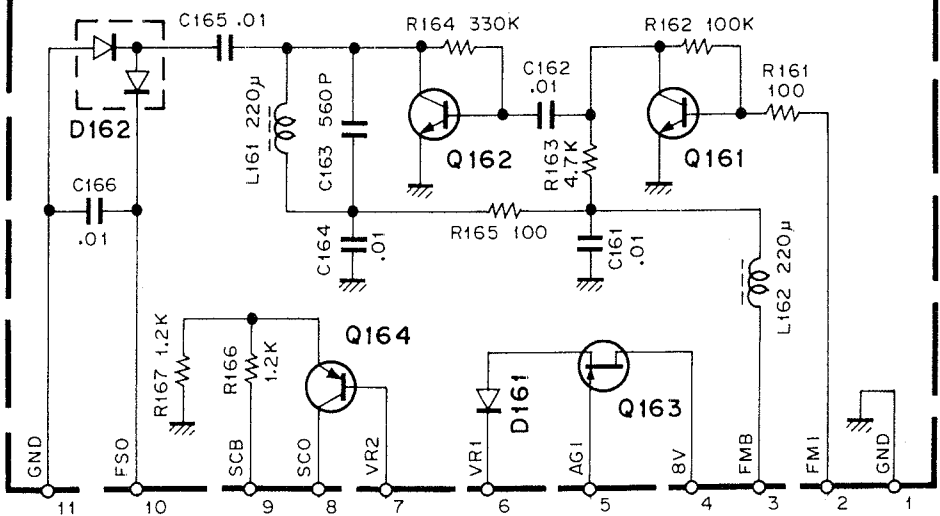 C165 .01
R164 330K
R162 100K
C162
.01
R161
100
D162
L161 220μ
C163 560P
Q162
R163
4.7K
Q161
C166
.01
C164
.01
R165 100
C161
.01
L162 220μ
Q164
R167 1.2K
R166
1.2K
D161
Q163
GND
FSO
SCB
SCO
VR2
VR1
AGI
8V
FMB
FMI
GND
11
10
9
8
7
6
5
4
3
2
1